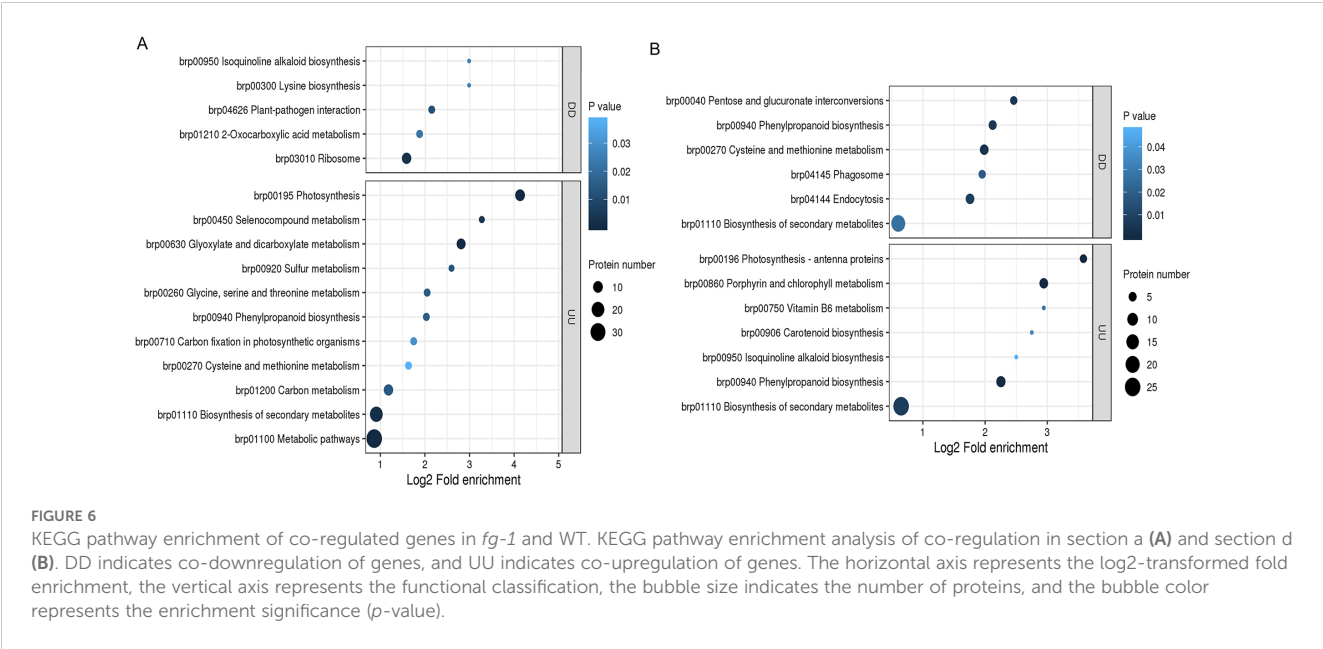 A
brp00950 Isoquinoline alkaloid biosynthesis
brp00300 Lysine biosynthesis
brp04626 Plant-pathogen interaction
brp01210 2-Oxocarboxylic acid metabolism
brp03010 Ribosome
DD
brp00195 Photosynthesis
brp00450 Selenocompound metabolism
brp00630 Glyoxylate and dicarboxylate metabolism
brp00920 Sulfur metabolism
brp00260 Glycine, serine and threonine metabolism
brp00940 Phenylpropanoid biosynthesis
brp00710 Carbon fixation in photosynthetic organisms
brp00270 Cysteine and methionine metabolism
brp01200 Carbon metabolism
brp01110 Biosynthesis of secondary metabolites
brp01100 Metabolic pathways
UU
1 2 3 4 5
Log2 Fold enrichment
P value
0.03
0.02
0.01
Protein number
10
20
30
B
brp00040 Pentose and glucuronate interconversions
brp00940 Phenylpropanoid biosynthesis
brp00270 Cysteine and methionine metabolism
brp04145 Phagosome
brp04144 Endocytosis
brp01110 Biosynthesis of secondary metabolites
DD
brp00196 Photosynthesis - antenna proteins
brp00860 Porphyrin and chlorophyll metabolism
brp00750 Vitamin B6 metabolism
brp00906 Carotenoid biosynthesis
brp00950 Isoquinoline alkaloid biosynthesis
brp00940 Phenylpropanoid biosynthesis
brp01110 Biosynthesis of secondary metabolites
UU
1 2 3
Log2 Fold enrichment
P value
0.04
0.03
0.02
0.01
Protein number
5
10
15
20
25
FIGURE 6
KEGG pathway enrichment of co-regulated genes in fg-1 and WT. KEGG pathway enrichment analysis of co-regulation in section a (A) and section d
(B). DD indicates co-downregulation of genes, and UU indicates co-upregulation of genes. The horizontal axis represents the log2-transformed fold
enrichment, the vertical axis represents the functional classification, the bubble size indicates the number of proteins, and the bubble color
represents the enrichment significance (p-value).